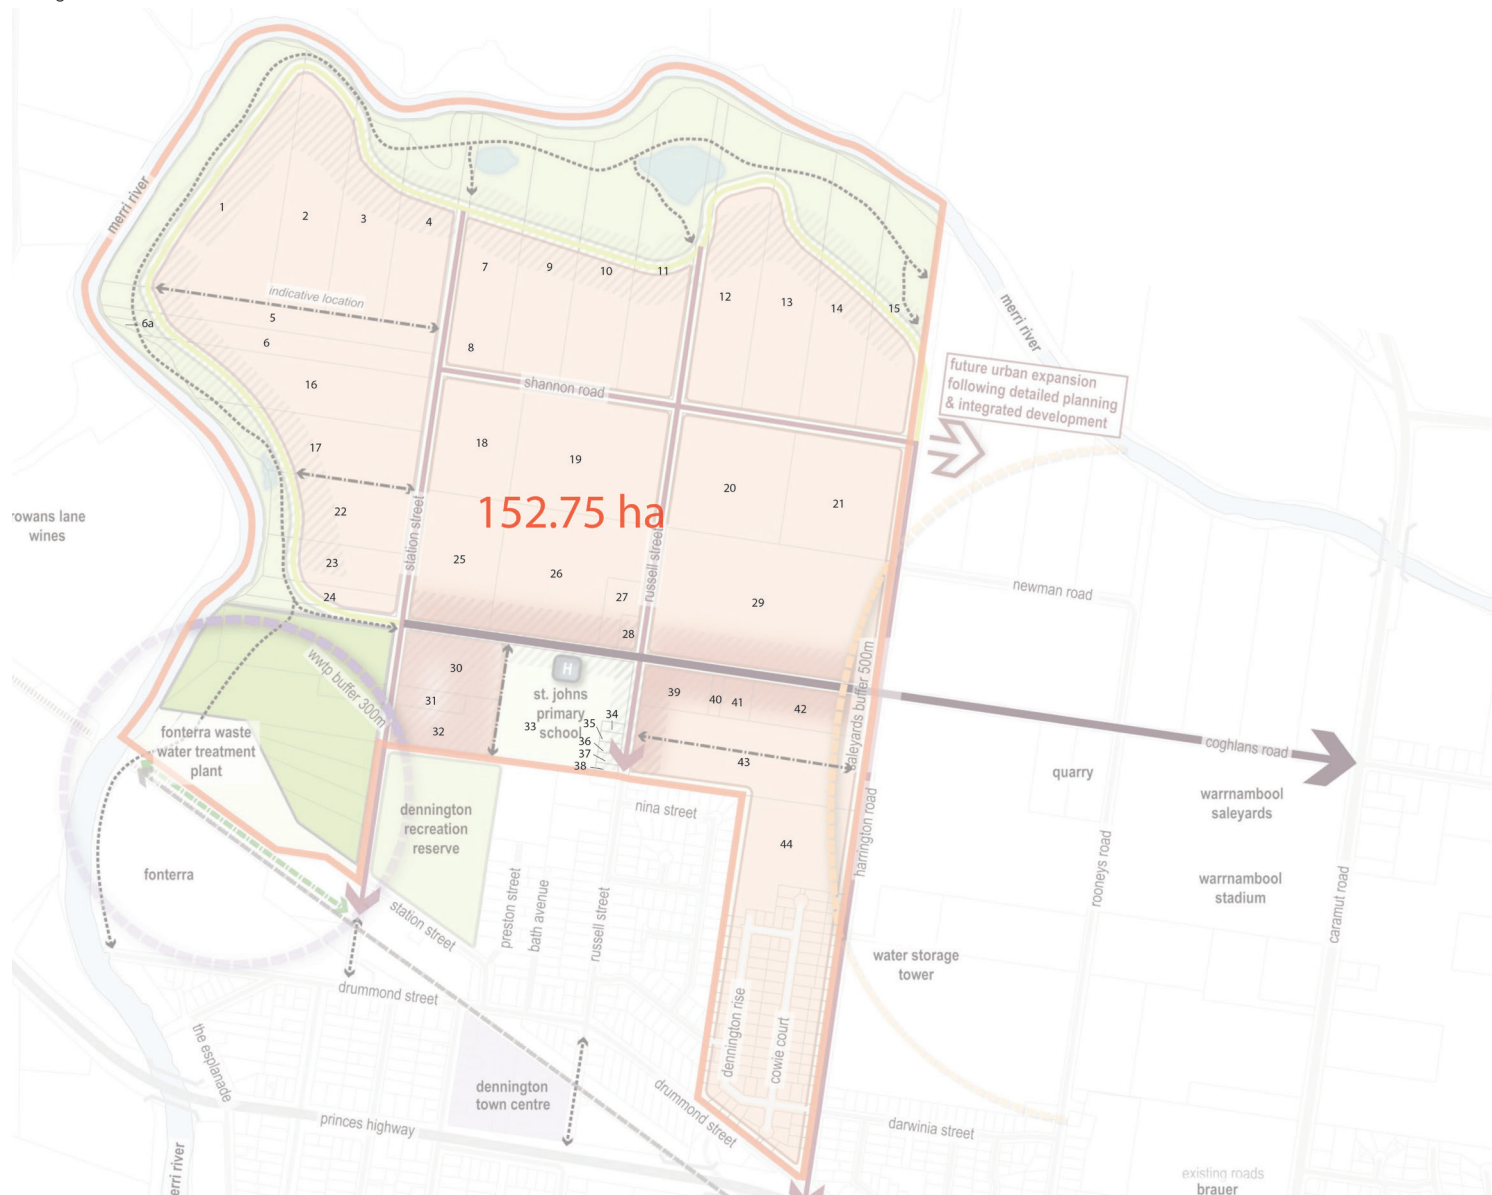 merri river
1
2
3
4
7
9
10
11
12
13
14
15
indicative location
merri river
6a
5
6
8
16
shannon road
future urban expansion
following detailed planning
& integrated development
17
18
19
20
21
152.75 ha
22
station street
russell street
rowans lane
wines
23
24
25
26
27
28
29
newman road
wwtp buffer 300m
saleyards buffer 500m
30
31
32
H
st. johns
primary
school
33
34
35
36
37
38
39
40
41
42
43
fonterra waste
water treatment
plant
coghlans road
quarry
warrnambool
saleyards
dennington
recreation
reserve
nina street
44
harrington road
rooneys road
fonterra
warrnambool
stadium
caramut road
station street
preston street
bath avenue
russell street
water storage
tower
drummond street
the esplanade
dennington rise
cowie court
dennington
town centre
drummond street
princes highway
darwinia street
erri river
existing roads
brauer